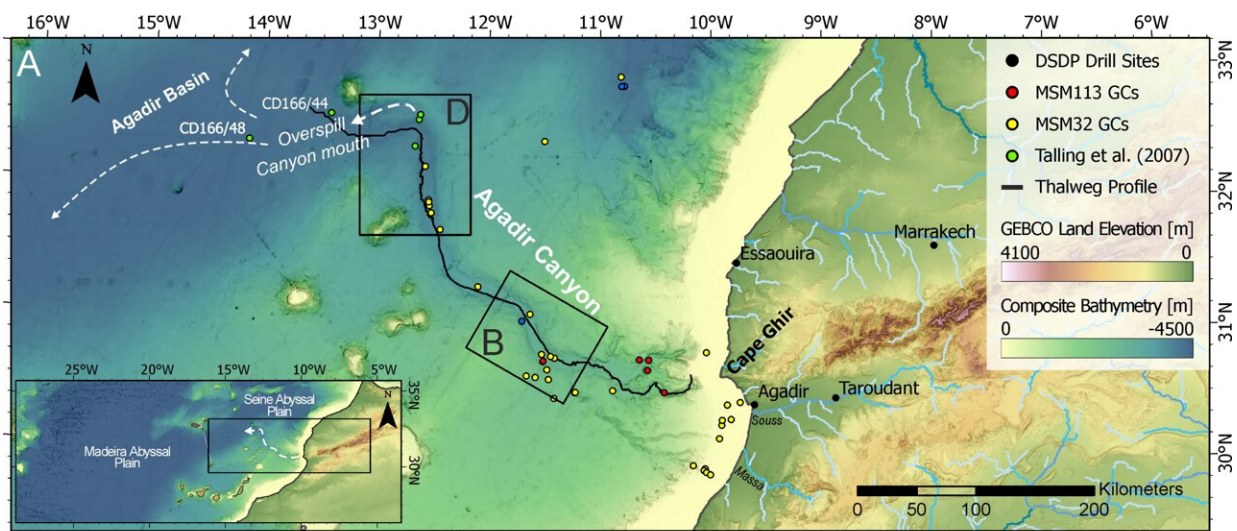 16°W 15°W 14°W 13°W 12°W 11°W 10°W 9°W 8°W 7°W 6°W
A
N
Agadir Basin
CD166/44
CD166/48
Overspill
Canyon mouth
D
Agadir Canyon
B
Essaouira
Marrakech
Cape Ghir
Agadir
Taroudant
Souss
Massa
DSDP Drill Sites
MSM113 GCs
MSM32 GCs
Talling et al. (2007)
Thalweg Profile
GEBCO Land Elevation [m]
4100 0
Composite Bathymetry [m]
0 -4500
33°N
32°N
31°N
30°N
Kilometers
0 50 100 200
25°W 20°W 15°W 10°W 5°W
Seine Abyssal
Plain
Madeira Abyssal
Plain
N
35°N
30°N